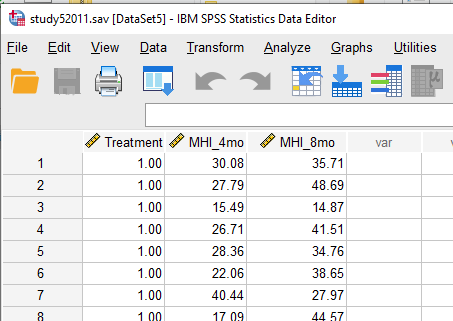 study52011.sav [DataSet5] - IBM SPSS Statistics Data Editor
File Edit View Data Transform Analyze Graphs Utilities
Treatment MHI_4mo MHI_8mo var v
1 1.00 30.08 35.71
2 1.00 27.79 48.69
3 1.00 15.49 14.87
4 1.00 26.71 41.51
5 1.00 28.36 34.76
6 1.00 22.06 38.65
7 1.00 40.44 27.97
8 1.00 17.09 44.57